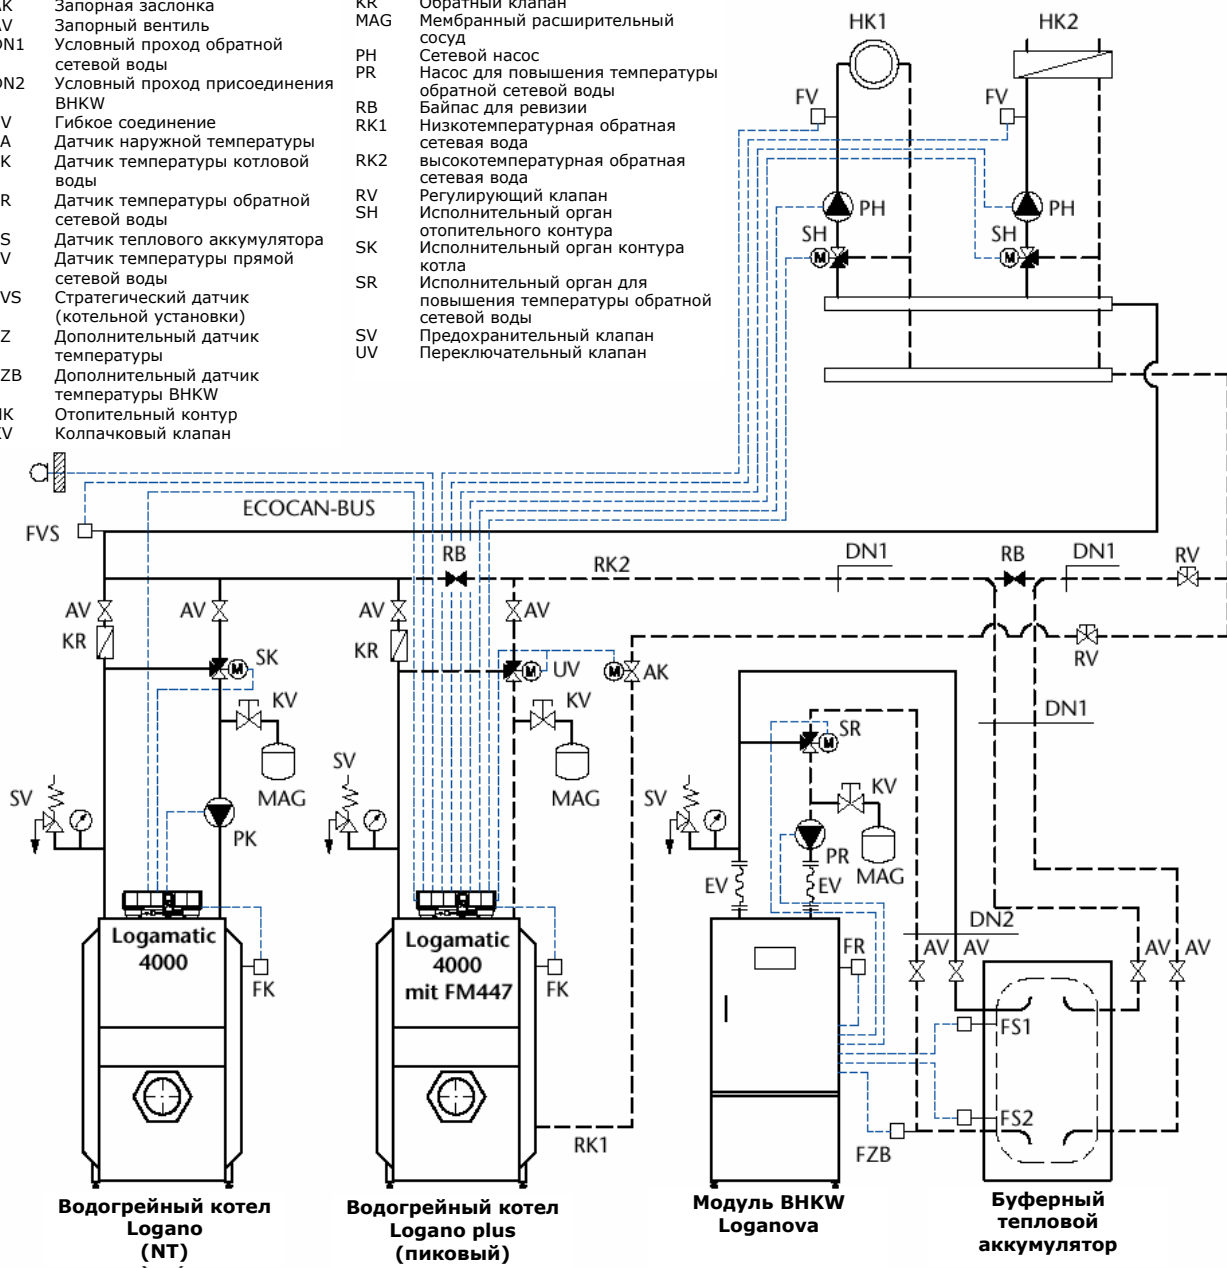 Запорная заслонка
Запорный вентиль
Условный проход обратной
сетевой воды
Условный проход присоединения
BHKW
Гибкое соединение
Датчик наружной температуры
Датчик температуры котловой
воды
Датчик температуры обратной
сетевой воды
Датчик теплового аккумулятора
Датчик температуры прямой
сетевой воды
VS Стратегический датчик
(котельной установки)
Z Дополнительный датчик
температуры
ZB Дополнительный датчик
температуры BHKW
Отопительный контур
Колпачковый клапан
KR Обратный клапан
MAG Мембранный расширительный
сосуд
PH Сетевой насос
PR Насос для повышения температуры
обратной сетевой воды
RB Байпас для ревизии
RK1 Низкотемпературная обратная
сетевая вода
RK2 высокотемпературная обратная
сетевая вода
RV Регулирующий клапан
SH Исполнительный орган
отопительного контура
SK Исполнительный орган контура
котла
SR Исполнительный орган для
повышения температуры обратной
сетевой воды
SV Предохранительный клапан
UV Переключательный клапан
HK1 HK2
FV FV
PH PH
SH SH
M M
ECOCAN-BUS
FVS
RB RK2 DN1 RB DN1 RV
AV AV AV AV
KR KR RV
SK M M UV M AK
KV KV DN1
M SR
MAG MAG
SV SV SV KV
PK PR MAG
EV EV
Logamatic
4000
Logamatic
4000
mit FM447
DN2
AV AV AV AV
FK FK FR
FS1
FS2
RK1 FZB
Водогрейный котел
Logano
(NT)
Водогрейный котел
Logano plus
(пиковый)
Модуль BHKW
Loganova
Буферный
тепловой
аккумулятор